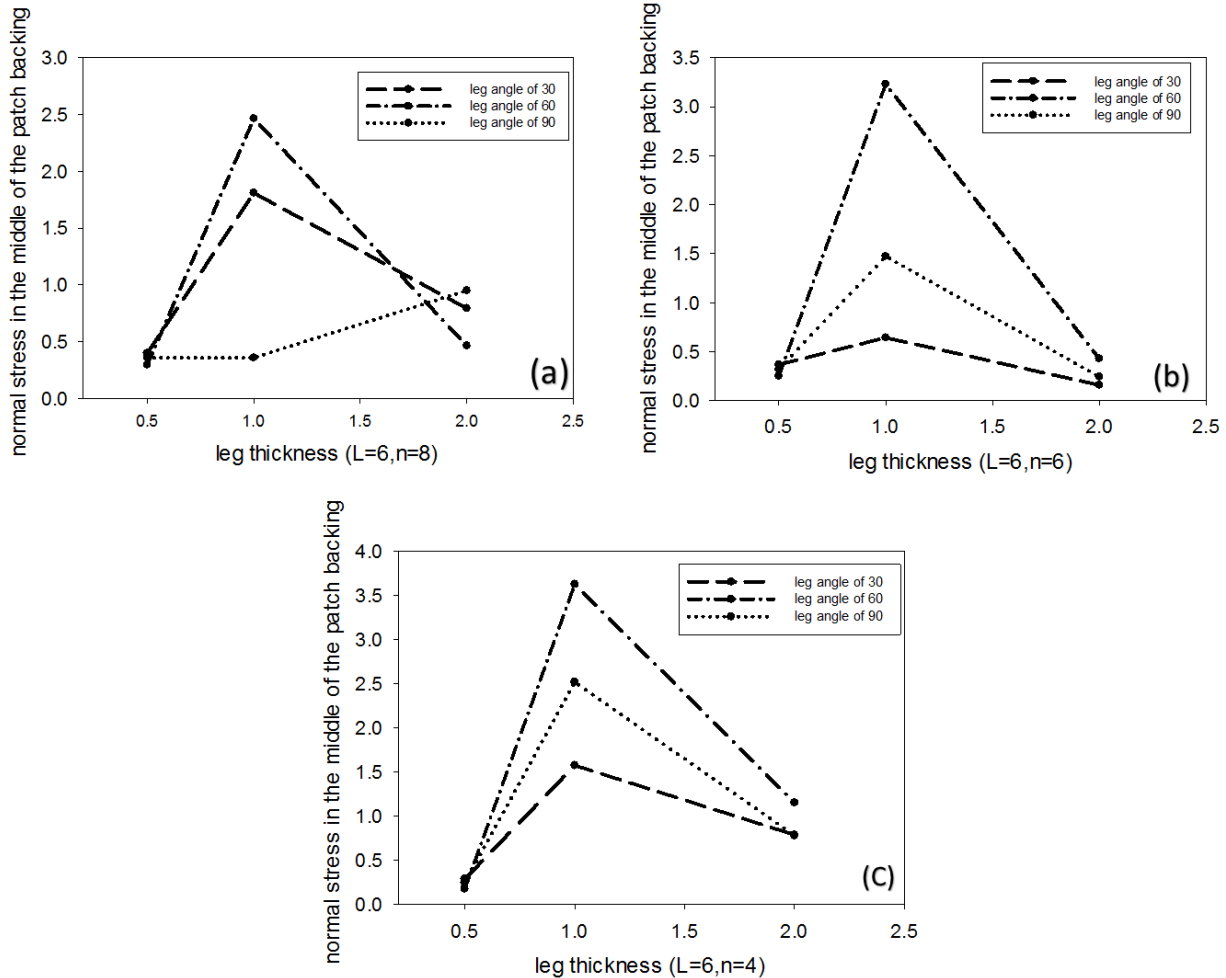 normal stress in the middle of the patch backing
3.0
2.5
2.0
1.5
1.0
0.5
0.0
leg angle of 30
leg angle of 60
leg angle of 90
(a)
0.5 1.0 1.5 2.0 2.5
leg thickness (L=6,n=8)
normal stress in the middle of the patch backing
3.5
3.0
2.5
2.0
1.5
1.0
0.5
0.0
leg angle of 30
leg angle of 60
leg angle of 90
(b)
0.5 1.0 1.5 2.0 2.5
leg thickness (L=6,n=6)
normal stress in the middle of the patch backing
4.0
3.5
3.0
2.5
2.0
1.5
1.0
0.5
0.0
leg angle of 30
leg angle of 60
leg angle of 90
(C)
0.5 1.0 1.5 2.0 2.5
leg thickness (L=6,n=4)